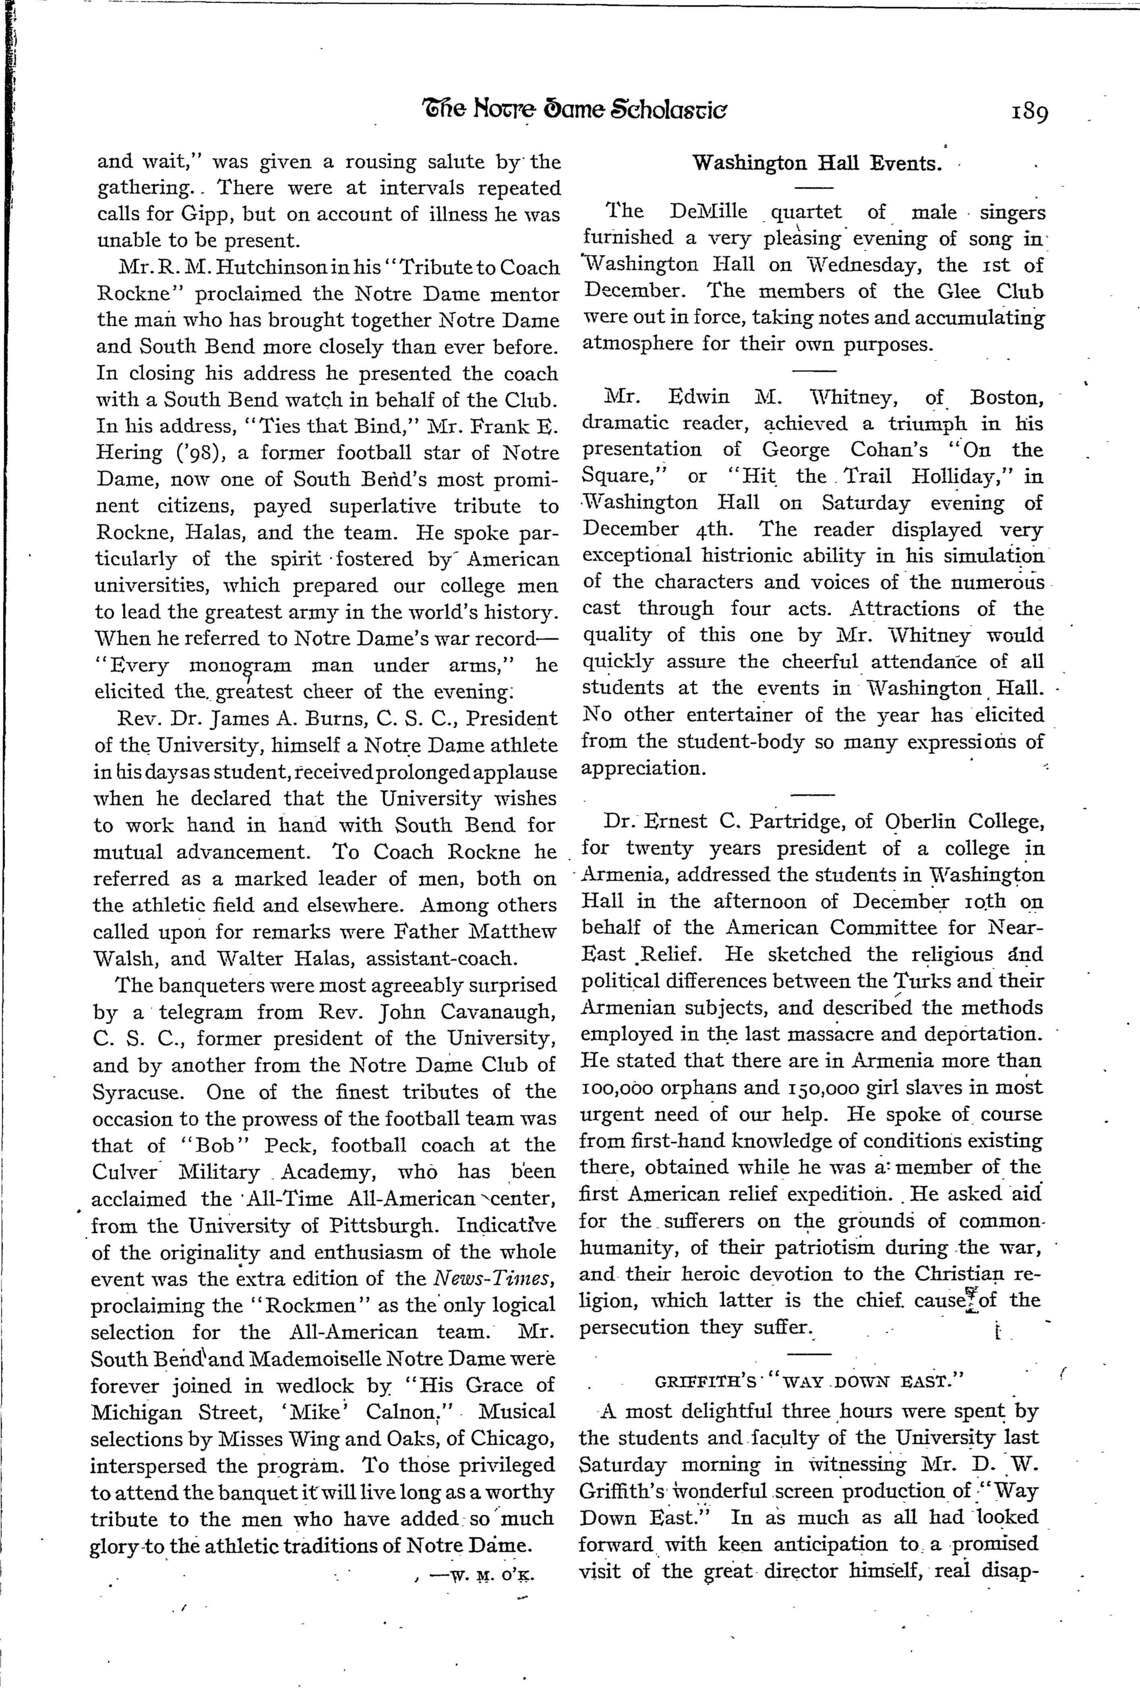 The Notre Dame Scholastic 189
and wait," was given a rousing salute by the
gathering. There were at intervals repeated
calls for Gipp, but on account of illness he was
unable to be present.
Mr. R. M. Hutchinson in his "Tribute to Coach
Rockne" proclaimed the Notre Dame mentor
the man who has brought together Notre Dame
and South Bend more closely than ever before.
In closing his address he presented the coach
with a South Bend watch in behalf of the Club.
In his address, "Ties that Bind," Mr. Frank E.
Hering ('98), a former football star of Notre
Dame, now one of South Bend's most promi-
nent citizens, payed superlative tribute to
Rockne, Halas, and the team. He spoke par-
ticularly of the spirit fostered by American
universities, which prepared our college men
to lead the greatest army in the world's history.
When he referred to Notre Dame's war record—
"Every monogram man under arms," he
elicited the greatest cheer of the evening.
Rev. Dr. James A. Burns, C. S. C., President
of the University, himself a Notre Dame athlete
in his days as student, received prolonged applause
when he declared that the University wishes
to work hand in hand with South Bend for
mutual advancement. To Coach Rockne he
referred as a marked leader of men, both on
the athletic field and elsewhere. Among others
called upon for remarks were Father Matthew
Walsh, and Walter Halas, assistant-coach.
The banqueters were most agreeably surprised
by a telegram from Rev. John Cavanaugh,
C. S. C., former president of the University,
and by another from the Notre Dame Club of
Syracuse. One of the finest tributes of the
occasion to the prowess of the football team was
that of "Bob" Peck, football coach at the
Culver Military Academy, who has been
acclaimed the All-Time All-American center,
from the University of Pittsburgh. Indicative
of the originality and enthusiasm of the whole
event was the extra edition of the News-Times,
proclaiming the "Rockmen" as the only logical
selection for the All-American team. Mr.
South Bend and Mademoiselle Notre Dame were
forever joined in wedlock by "His Grace of
Michigan Street, 'Mike' Calnon." Musical
selections by Misses Wing and Oaks, of Chicago,
interspersed the program. To those privileged
to attend the banquet it will live long as a worthy
tribute to the men who have added so much
glory to the athletic traditions of Notre Dame.
—W. M. O'K.
Washington Hall Events.
The DeMille quartet of male singers
furnished a very pleasing evening of song in
Washington Hall on Wednesday, the 1st of
December. The members of the Glee Club
were out in force, taking notes and accumulating
atmosphere for their own purposes.
Mr. Edwin M. Whitney, of Boston,
dramatic reader, achieved a triumph in his
presentation of George Cohan's "On the
Square," or "Hit the Trail Holliday," in
Washington Hall on Saturday evening of
December 4th. The reader displayed very
exceptional histrionic ability in his simulation
of the characters and voices of the numerous
cast through four acts. Attractions of the
quality of this one by Mr. Whitney would
quickly assure the cheerful attendance of all
students at the events in Washington Hall.
No other entertainer of the year has elicited
from the student-body so many expressions of
appreciation.
Dr. Ernest C. Partridge, of Oberlin College,
for twenty years president of a college in
Armenia, addressed the students in Washington
Hall in the afternoon of December 10th on
behalf of the American Committee for Near-
East Relief. He sketched the religious and
political differences between the Turks and their
Armenian subjects, and described the methods
employed in the last massacre and deportation.
He stated that there are in Armenia more than
100,000 orphans and 150,000 girl slaves in most
urgent need of our help. He spoke of course
from first-hand knowledge of conditions existing
there, obtained while he was a member of the
first American relief expedition. He asked aid
for the sufferers on the grounds of common
humanity, of their patriotism during the war,
and their heroic devotion to the Christian re-
ligion, which latter is the chief cause of the
persecution they suffer.
GRIFFITH'S "WAY DOWN EAST."
A most delightful three hours were spent by
the students and faculty of the University last
Saturday morning in witnessing Mr. D. W.
Griffith's wonderful screen production of "Way
Down East." In as much as all had looked
forward with keen anticipation to a promised
visit of the great director himself, real disap-